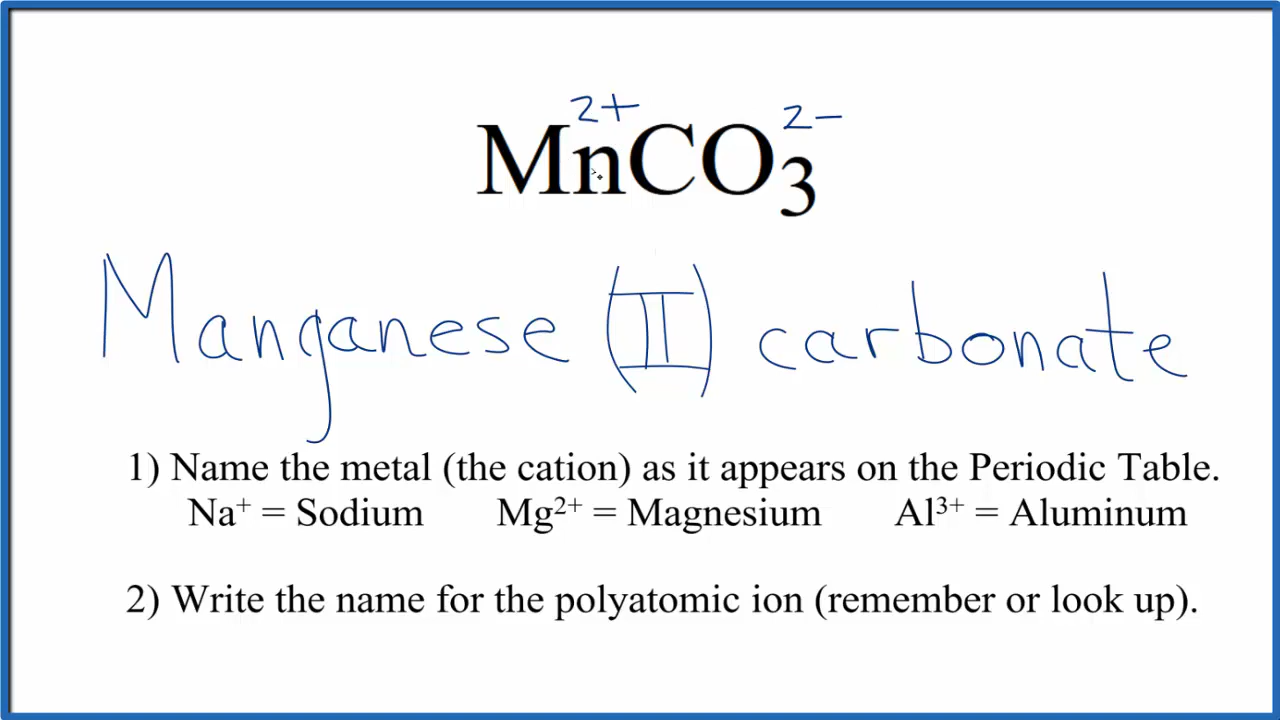 2+ 2-
MnCO₃
Manganese (II) carbonate
1) Name the metal (the cation) as it appears on the Periodic Table.
Na⁺ = Sodium Mg²⁺ = Magnesium Al³⁺ = Aluminum
2) Write the name for the polyatomic ion (remember or look up).